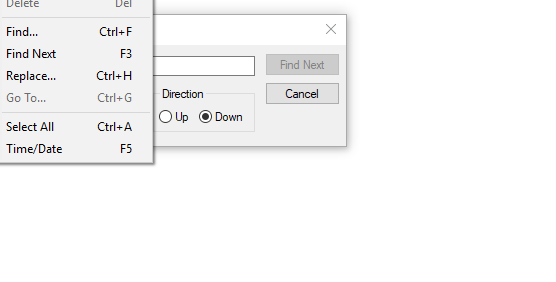 Delete Del
Find... Ctrl+F
Find Next F3
Replace... Ctrl+H
Go To... Ctrl+G
Select All Ctrl+A
Time/Date F5
Find Next
Cancel
Direction
Up Down